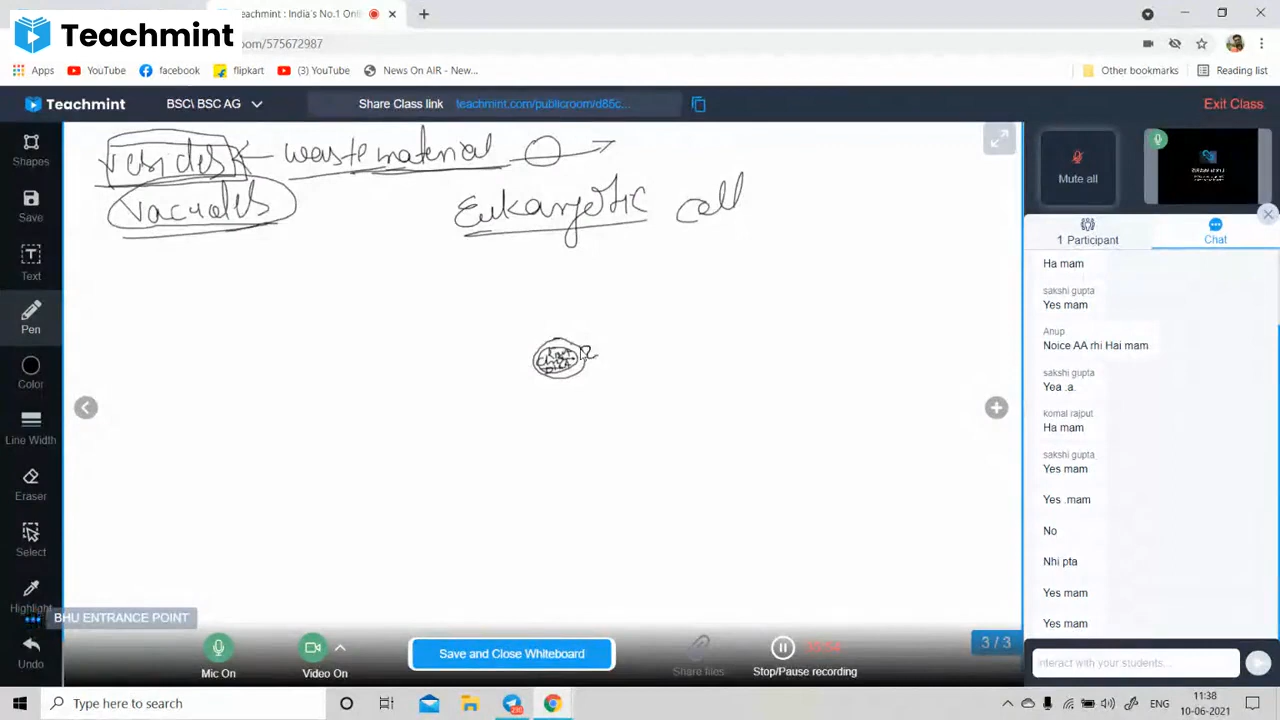 Teachmint : India's No.1 Onl
Teachmint
oom/575672987
Apps
YouTube
facebook
flipkart
(3) YouTube
News On AIR - New...
Other bookmarks
Reading list
Teachmint
BSC\ BSC AG
Share Class link
teachmint.com/publicroom/d85c...
Exit Class
Shapes
Save
Text
Pen
Color
Line Width
Eraser
Select
Highlight
Undo
waste material
Eukaryotic cell
Mute all
1 Participant
Chat
Ha mam
sakshi gupta
Yes mam
Anup
Noice AA rhi Hai mam
sakshi gupta
Yea .a.
komal rajput
Ha mam
sakshi gupta
Yes mam
Yes .mam
No
Nhi pta
Yes mam
Yes mam
BHU ENTRANCE POINT
Mic On
Video On
Save and Close Whiteboard
Share files
Stop/Pause recording
3 / 3
Interact with your students...
Type here to search
ENG
11:38
10-06-2021